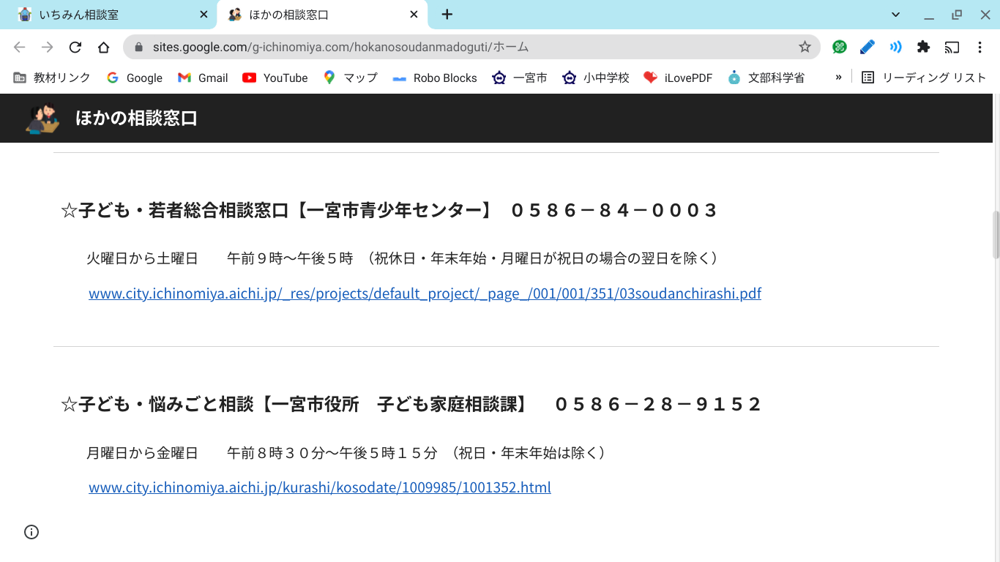 いちみん相談室
ほかの相談窓口
sites.google.com/g-ichinomiya.com/hokanosoudanmadoguti/ホーム
教材リンク Google Gmail YouTube マップ Robo Blocks 一宮市 小中学校 iLovePDF 文部科学省 » リーディング リスト
ほかの相談窓口
☆子ども・若者総合相談窓口【一宮市青少年センター】　０５８６－８４－０００３
火曜日から土曜日　　午前９時～午後５時　（祝休日・年末年始・月曜日が祝日の場合の翌日を除く）
www.city.ichinomiya.aichi.jp/_res/projects/default_project/_page_/001/001/351/03soudanchirashi.pdf
☆子ども・悩みごと相談【一宮市役所　子ども家庭相談課】　０５８６－２８－９１５２
月曜日から金曜日　　午前８時３０分～午後５時１５分　（祝日・年末年始は除く）
www.city.ichinomiya.aichi.jp/kurashi/kosodate/1009985/1001352.html